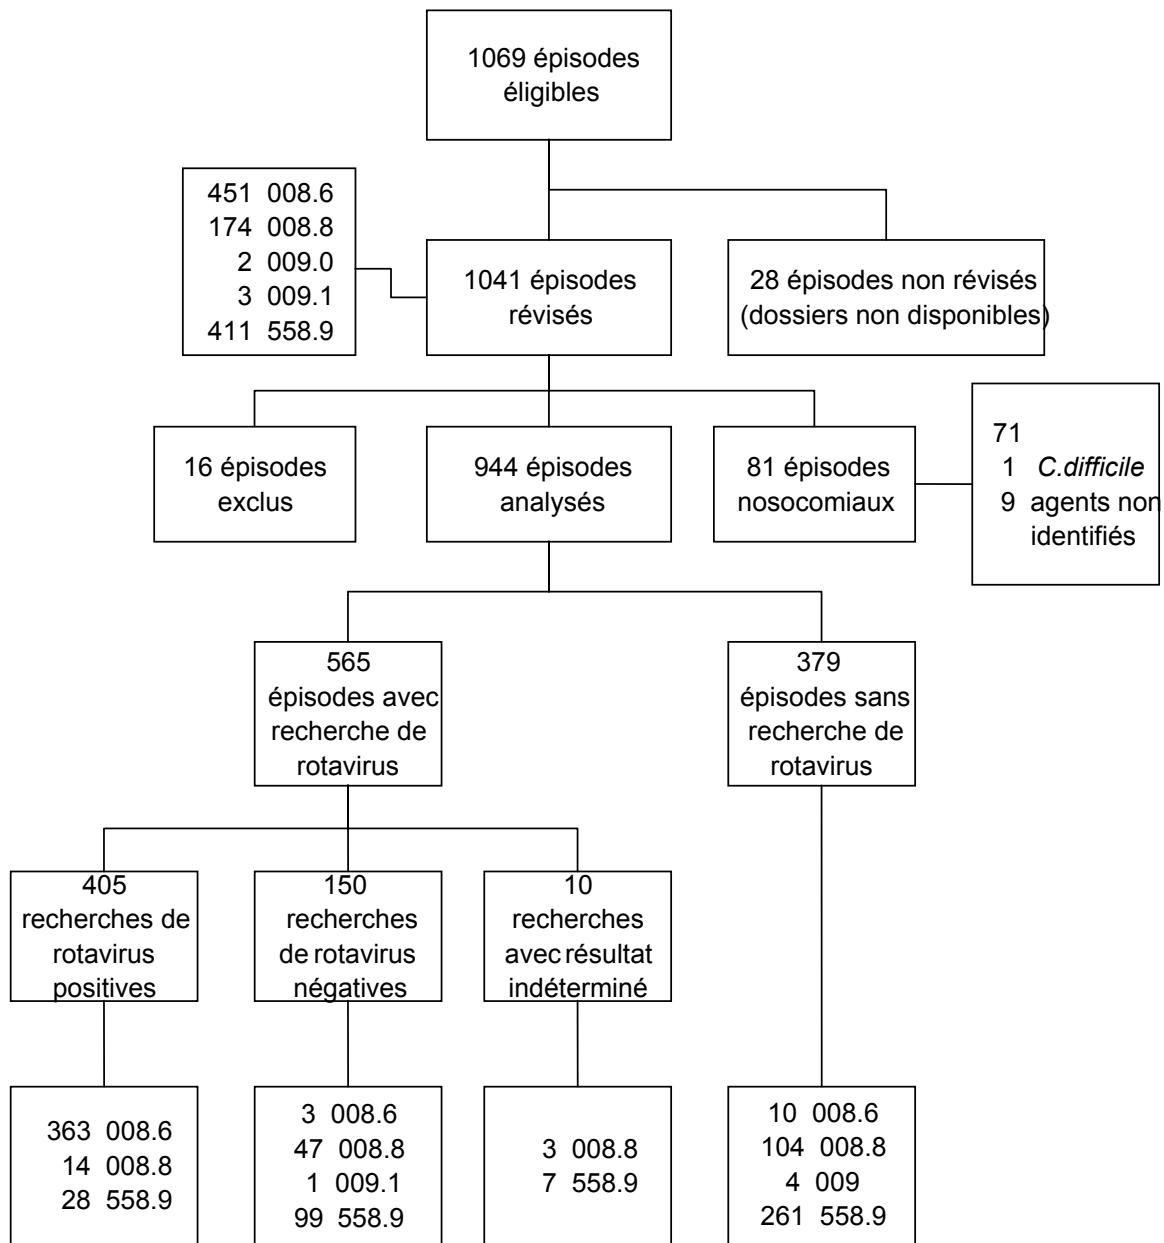 1069 épisodes
éligibles
451 008.6
174 008.8
2 009.0
3 009.1
411 558.9
1041 épisodes
révisés
28 épisodes non révisés
(dossiers non disponibles)
16 épisodes
exclus
944 épisodes
analysés
81 épisodes
nosocomiaux
71
1 C.difficile
9 agents non
identifiés
565
épisodes avec
recherche de
rotavirus
379
épisodes sans
recherche de
rotavirus
405
recherches de
rotavirus
positives
150
recherches
de rotavirus
négatives
10
recherches
avec résultat
indéterminé
363 008.6
14 008.8
28 558.9
3 008.6
47 008.8
1 009.1
99 558.9
3 008.8
7 558.9
10 008.6
104 008.8
4 009
261 558.9